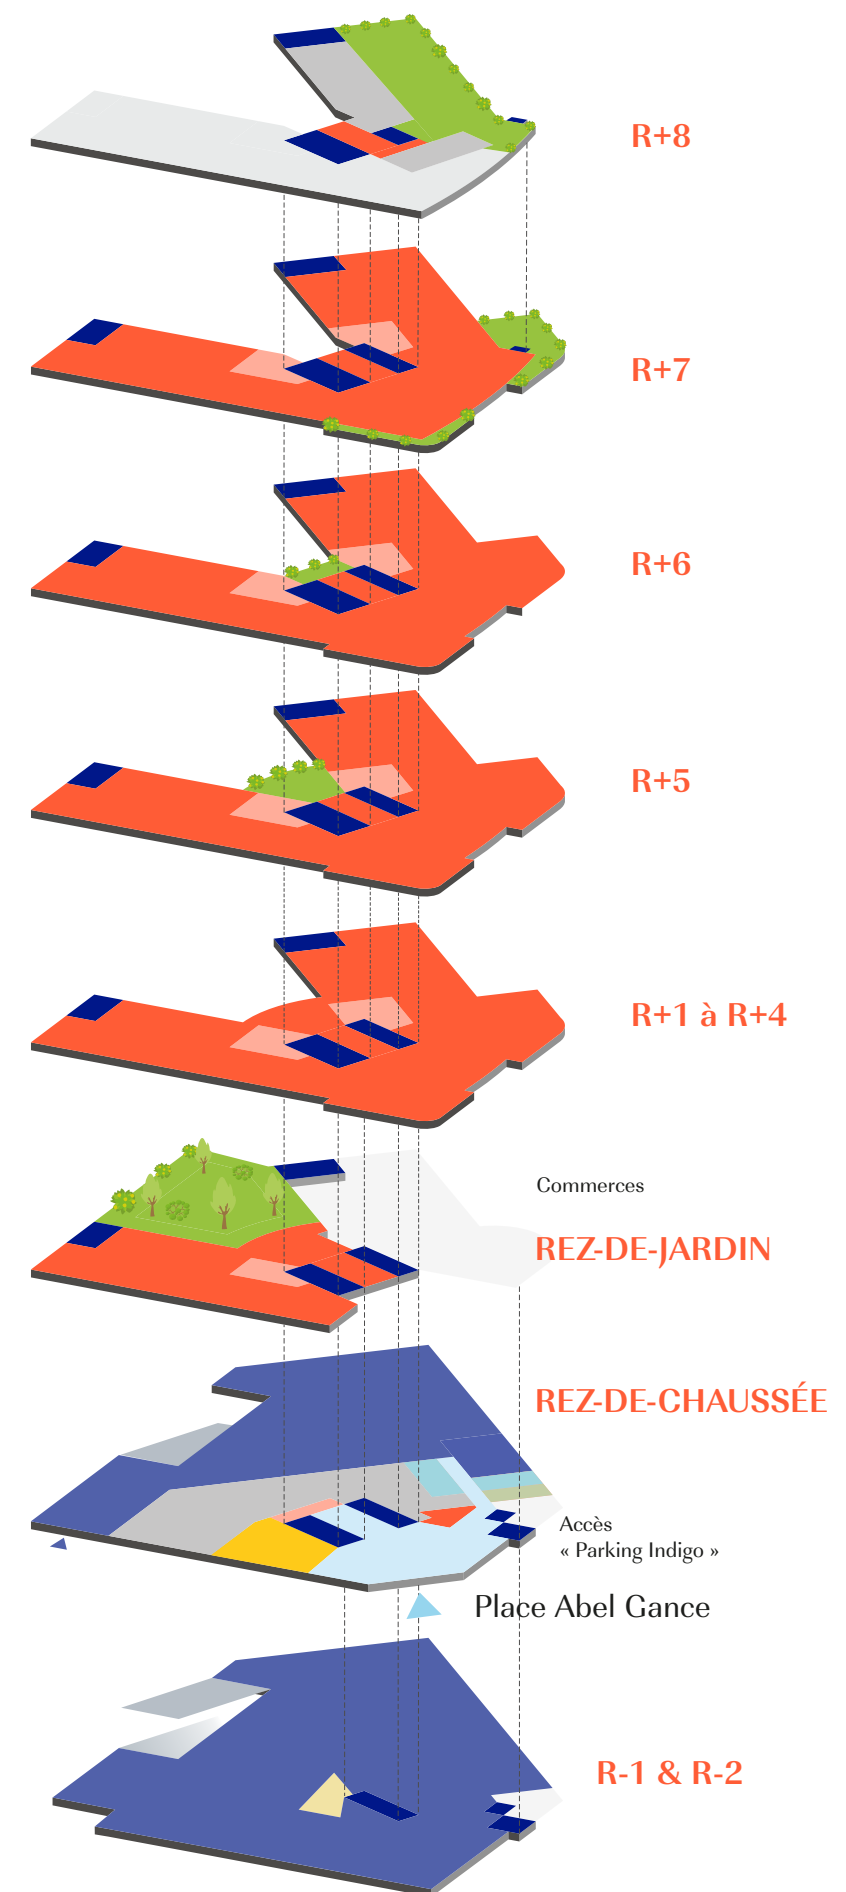 R+8
R+7
R+6
R+5
R+1 à R+4
Commerces
REZ-DE-JARDIN
REZ-DE-CHAUSSÉE
Accès
« Parking Indigo »
Place Abel Gance
R-1 & R-2